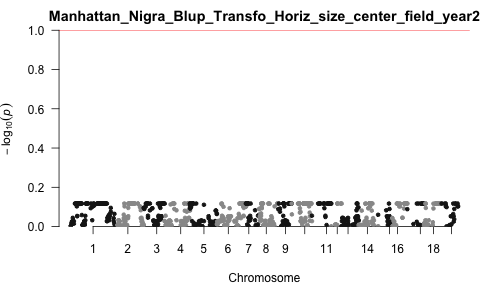 Manhattan_Nigra_Blup_Transfo_Horiz_size_center_field_year2
1.0
0.8
0.6
0.4
0.2
0.0
− log10(p)
1 2 3 4 5 6 7 8 9 11 14 16 18
Chromosome